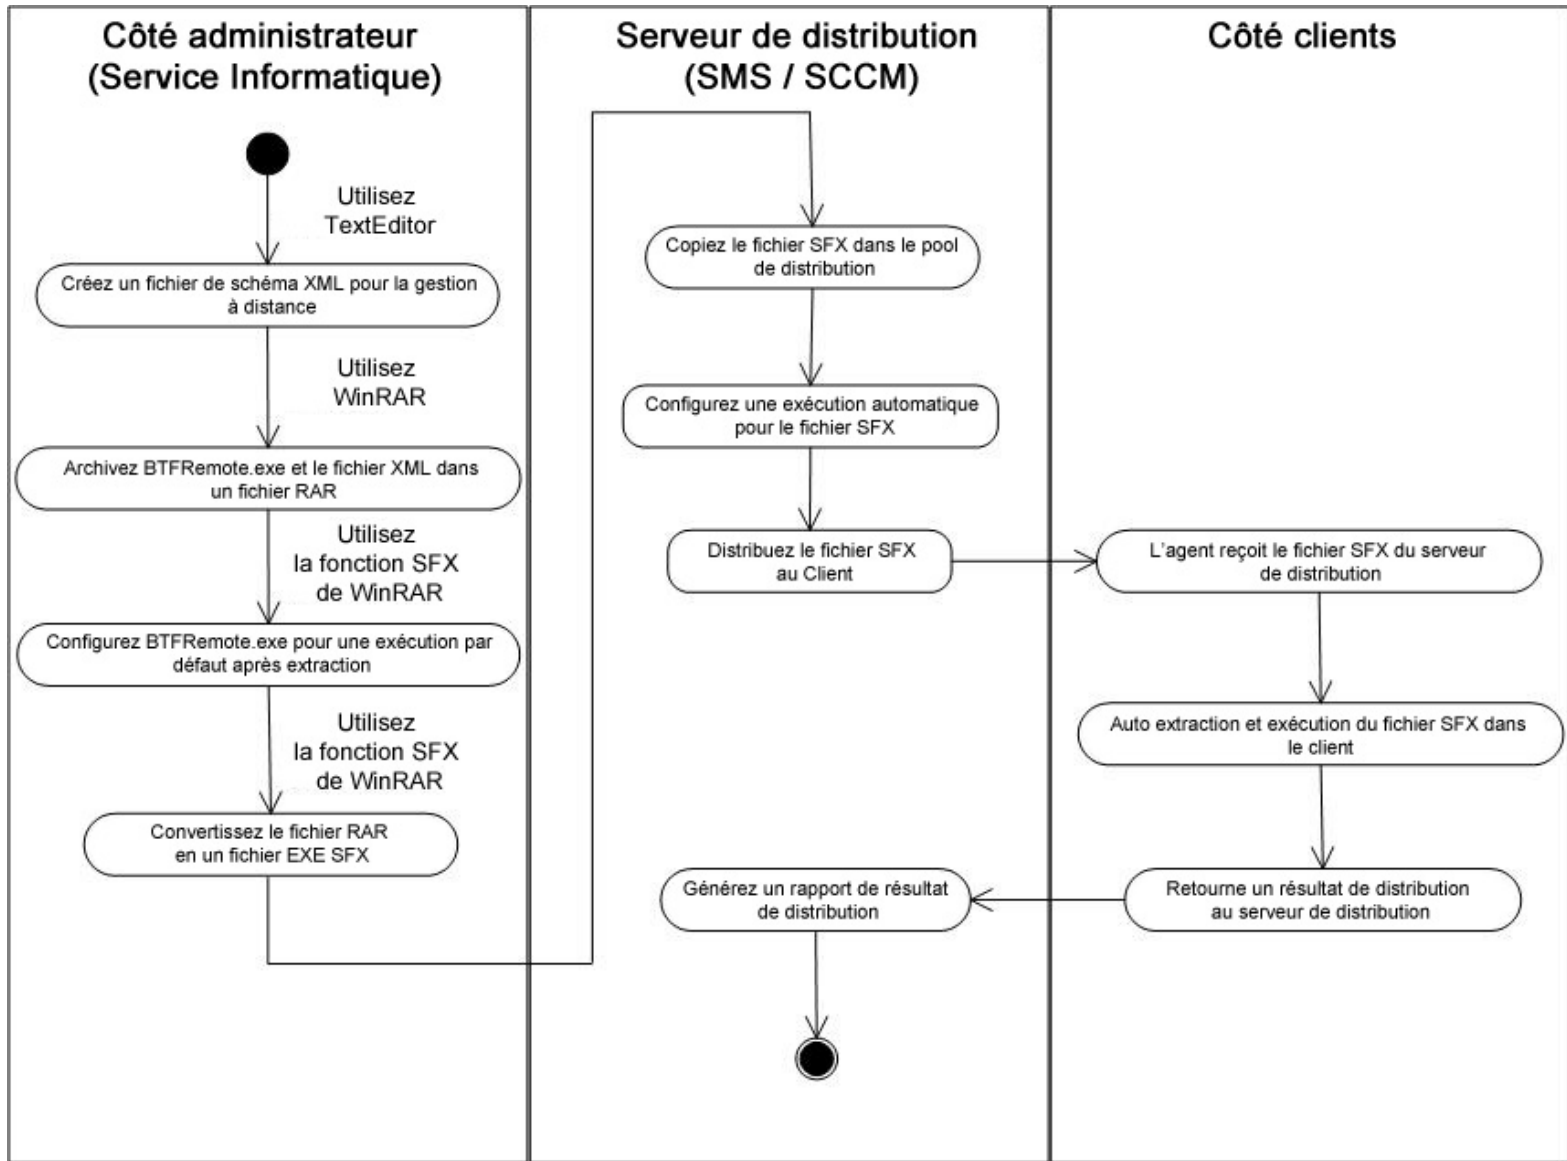 Côté administrateur
(Service Informatique)
Utilisez
TextEditor
Créez un fichier de schéma XML pour la gestion
à distance
Utilisez
WinRAR
Archivez BTFRemote.exe et le fichier XML dans
un fichier RAR
Utilisez
la fonction SFX
de WinRAR
Configurez BTFRemote.exe pour une exécution par
défaut après extraction
Utilisez
la fonction SFX
de WinRAR
Convertissez le fichier RAR
en un fichier EXE SFX
Serveur de distribution
(SMS / SCCM)
Copiez le fichier SFX dans le pool
de distribution
Configurez une exécution automatique
pour le fichier SFX
Distribuez le fichier SFX
au Client
Générez un rapport de résultat
de distribution
Côté clients
L'agent reçoit le fichier SFX du serveur
de distribution
Auto extraction et exécution du fichier SFX dans
le client
Retourne un résultat de distribution
au serveur de distribution